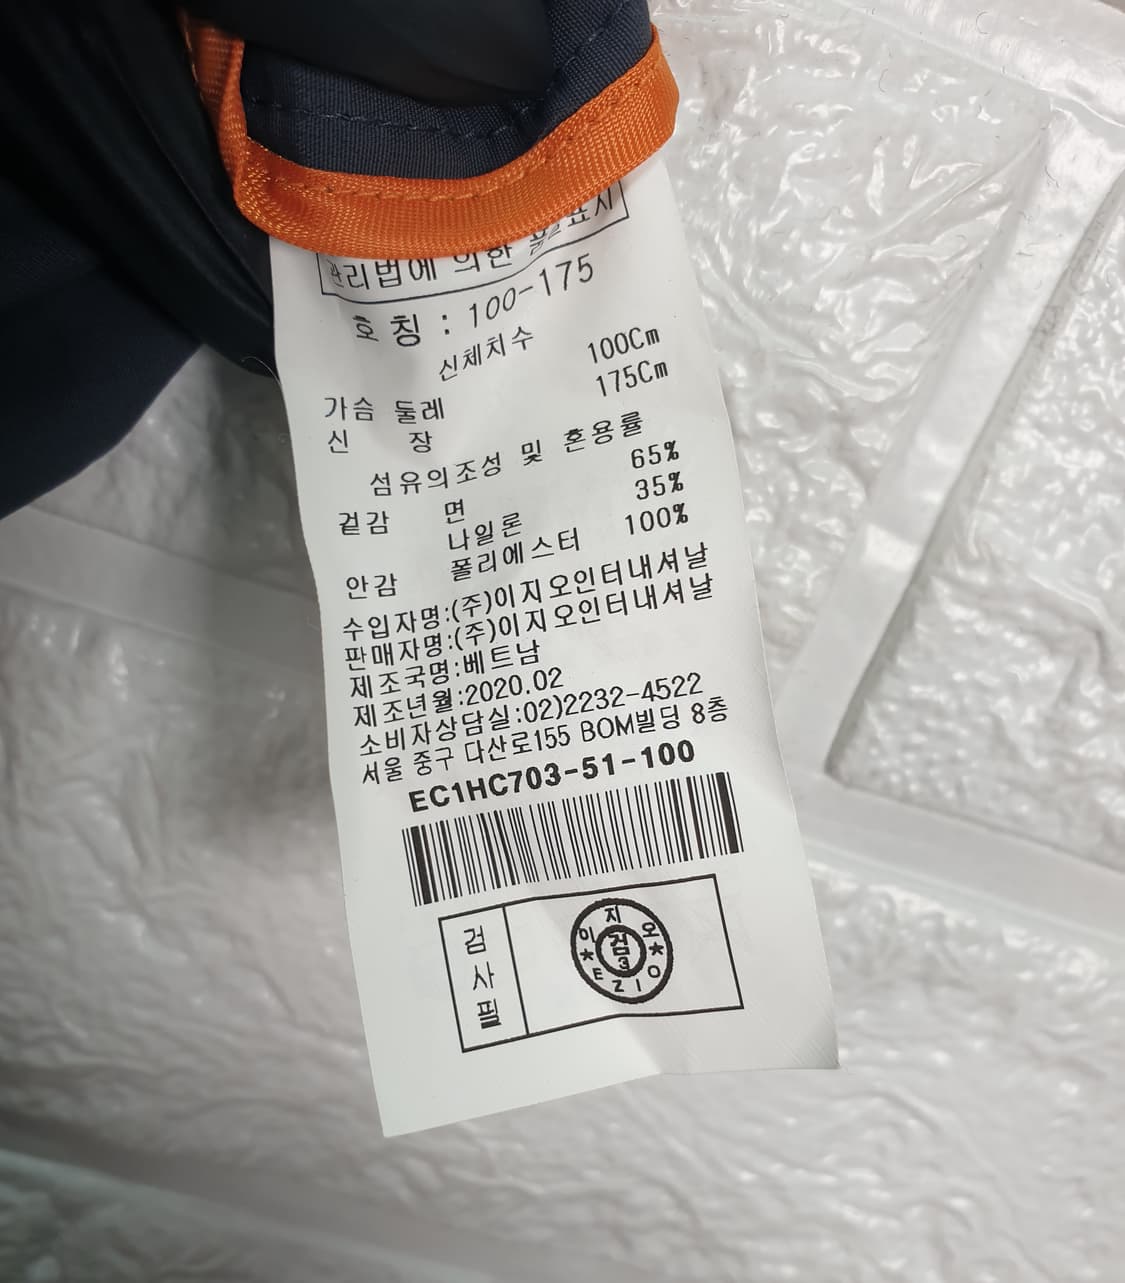 관리법에 의한 품질표시
호 칭 : 100-175
신체치수
가슴 둘레 100Cm
신 장 175Cm
섬유의조성 및 혼용률
겉감 면 65%
나일론 35%
안감 폴리에스터 100%
수입자명:(주)이지오인터내셔날
판매자명:(주)이지오인터내셔날
제조국명:베트남
제조년월:2020.02
소비자상담실:02)2232-4522
서울 중구 다산로155 BOM빌딩 8층
EC1HC703-51-100
검사필
이지오
검
3
EZIO